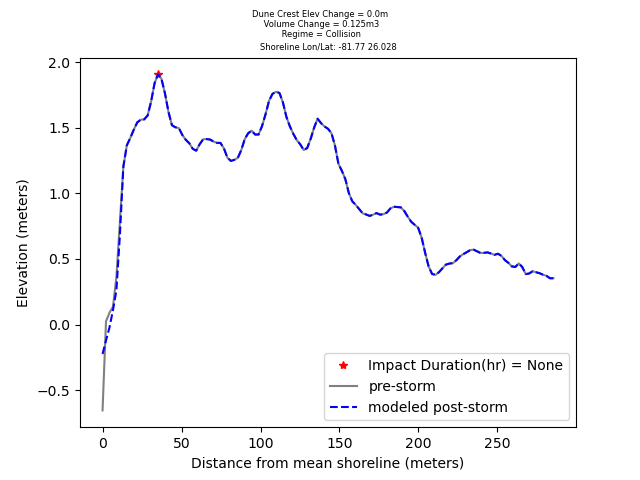 Dune Crest Elev Change = 0.0m
Volume Change = 0.125m3
Regime = Collision
Shoreline Lon/Lat: -81.77 26.028
2.0
1.5
1.0
0.5
0.0
−0.5
Elevation (meters)
Impact Duration(hr) = None
pre-storm
modeled post-storm
0
50
100
150
200
250
Distance from mean shoreline (meters)